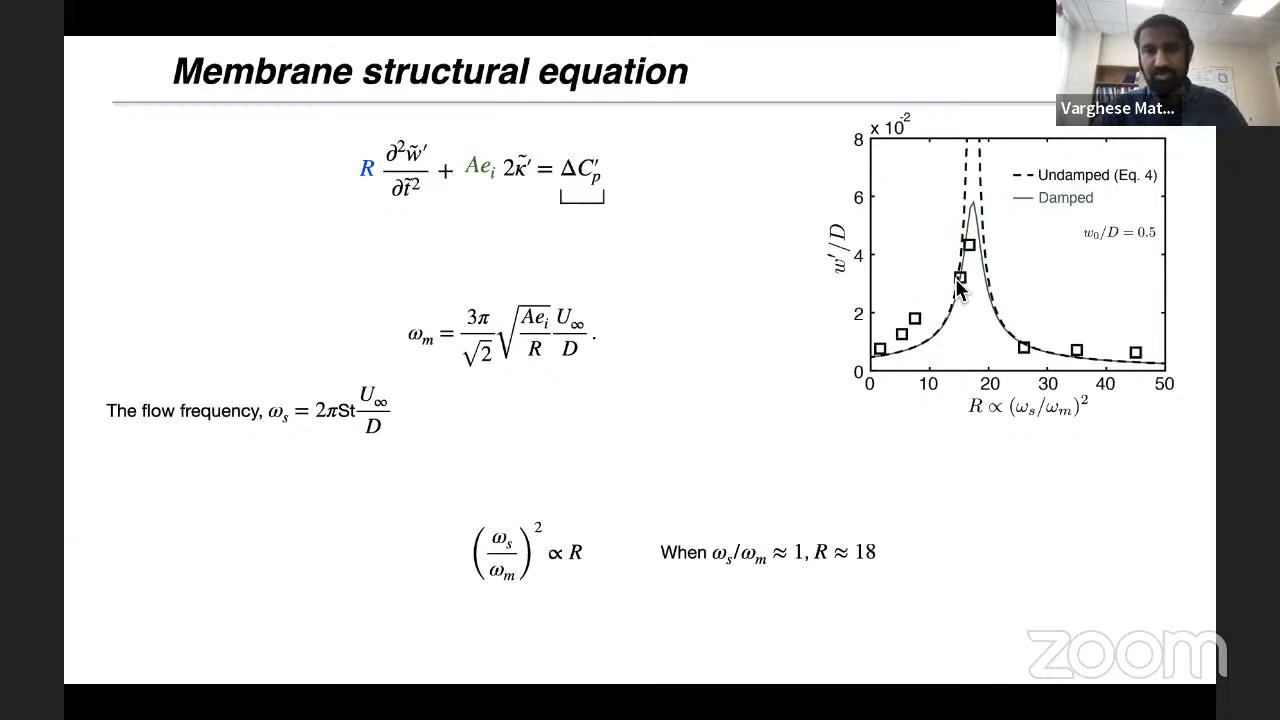 Membrane structural equation
Varghese Mat...
R ∂²w̃′/∂t̃² + Ae_i 2κ̃′ = ΔC′_p
ω_m = 3π/√2 √(Ae_i/R) U_∞/D .
The flow frequency, ω_s = 2πSt U_∞/D
(ω_s/ω_m)² ∝ R
When ω_s/ω_m ≈ 1, R ≈ 18
x 10⁻²
8
6
4
2
0
w′/D
Undamped (Eq. 4)
Damped
w₀/D = 0.5
0 10 20 30 40 50
R ∝ (ω_s/ω_m)²
zoom